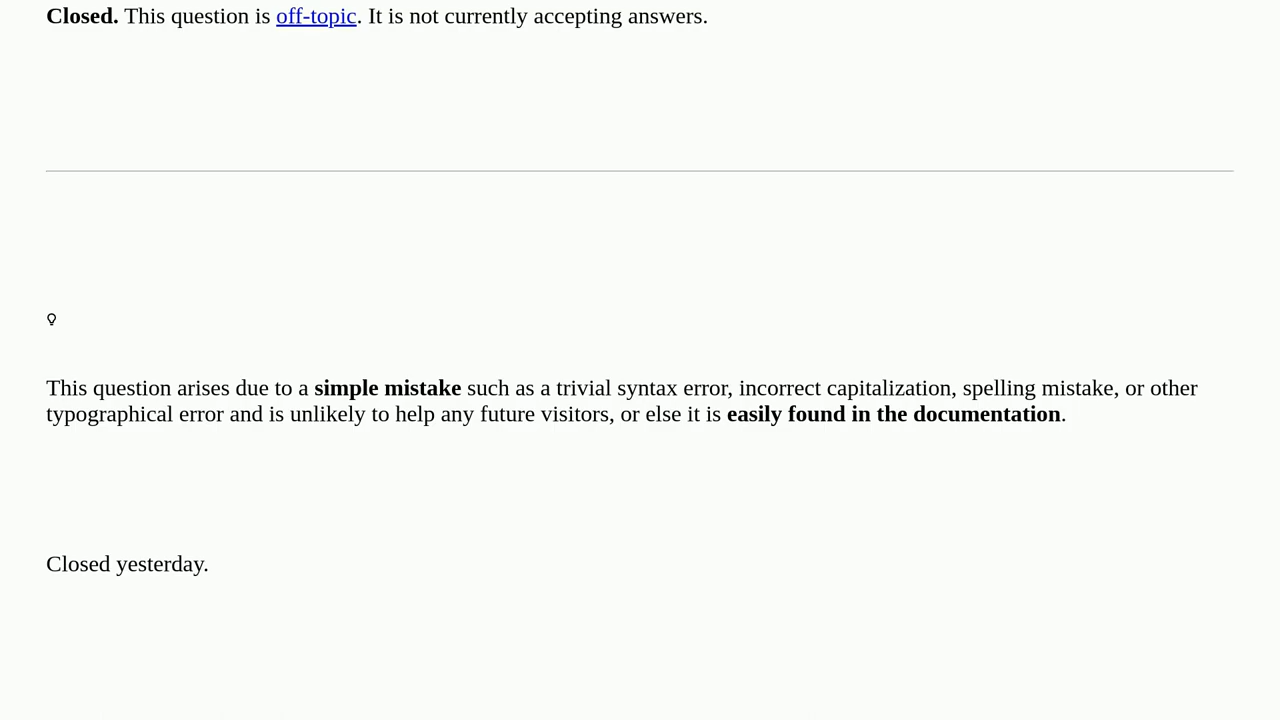 Closed. This question is off-topic. It is not currently accepting answers.
This question arises due to a simple mistake such as a trivial syntax error, incorrect capitalization, spelling mistake, or other
typographical error and is unlikely to help any future visitors, or else it is easily found in the documentation.
Closed yesterday.